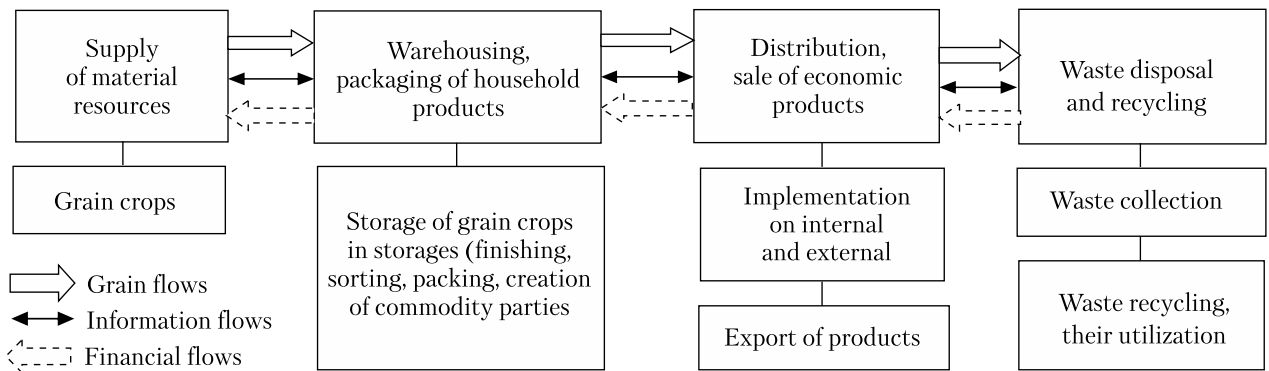 Supply
of material
resources
Warehousing,
packaging of household
products
Distribution,
sale of economic
products
Waste disposal
and recycling
Grain crops
Storage of grain crops
in storages (finishing,
sorting, packing, creation
of commodity parties
Implementation
on internal
and external
Export of products
Waste collection
Waste recycling,
their utilization
Grain flows
Information flows
Financial flows